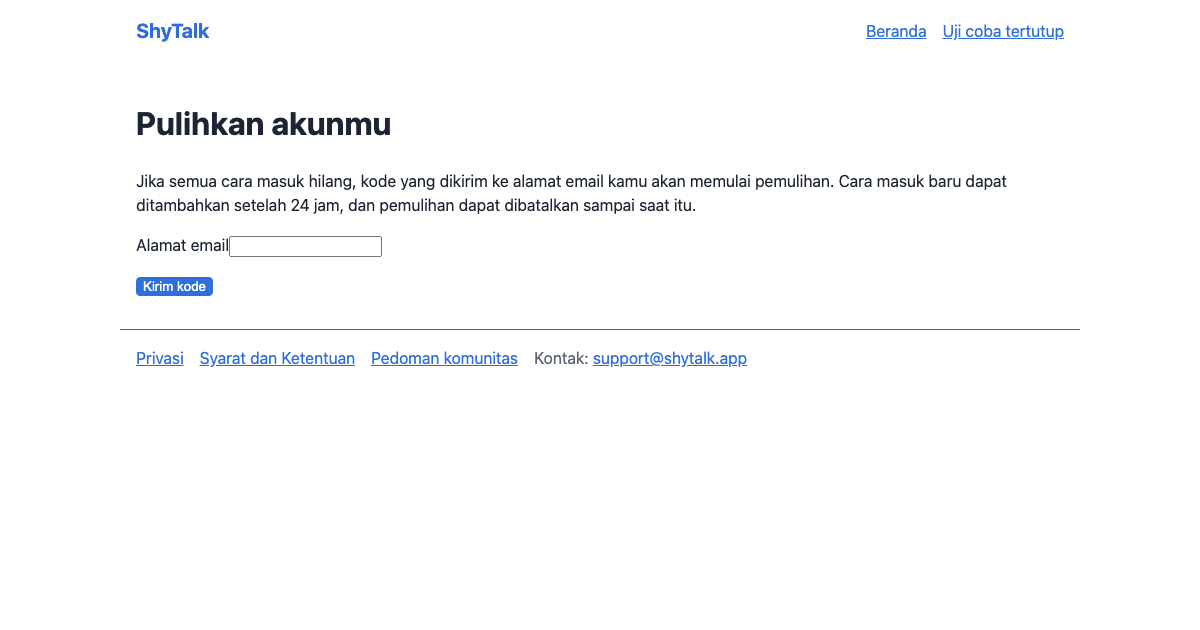 ShyTalk
Beranda Uji coba tertutup
Pulihkan akunmu
Jika semua cara masuk hilang, kode yang dikirim ke alamat email kamu akan memulai pemulihan. Cara masuk baru dapat
ditambahkan setelah 24 jam, dan pemulihan dapat dibatalkan sampai saat itu.
Alamat email
Kirim kode
Privasi Syarat dan Ketentuan Pedoman komunitas Kontak: support@shytalk.app